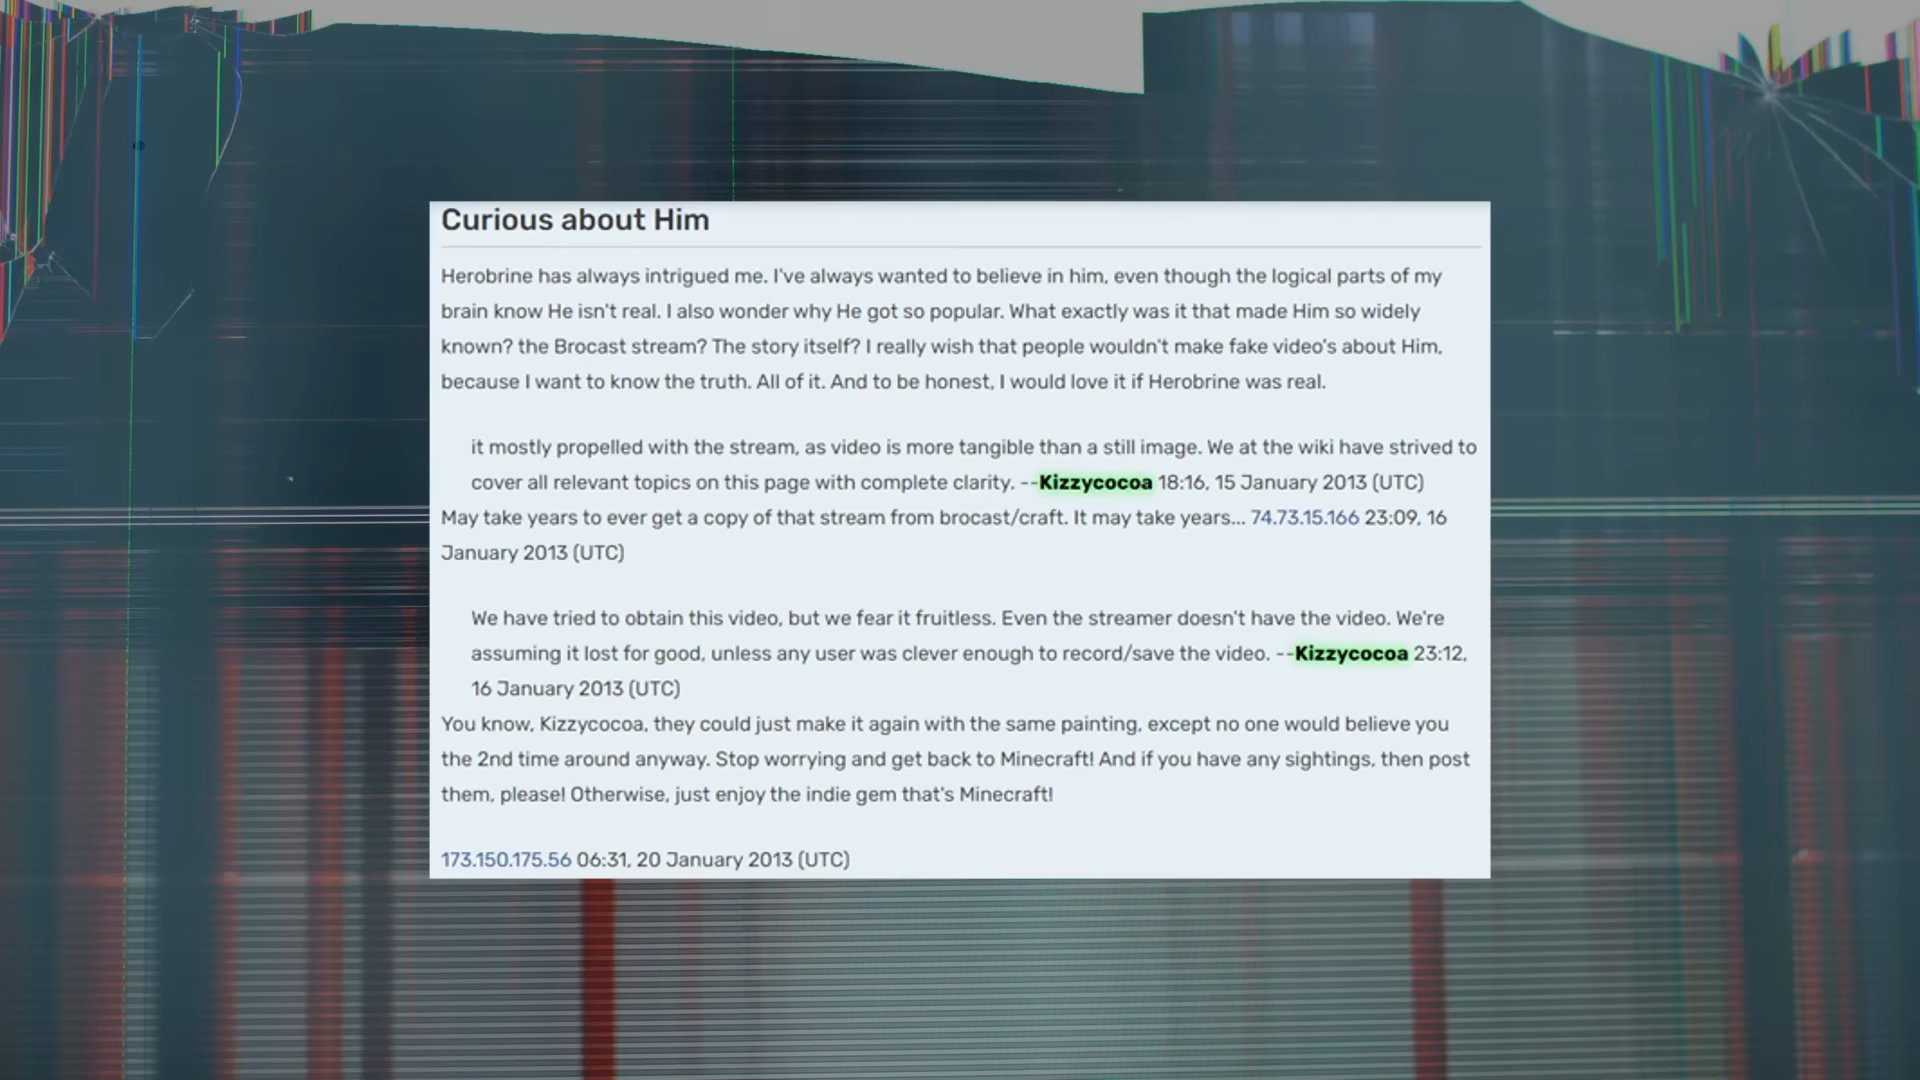 Curious about Him
Herobrine has always intrigued me. I've always wanted to believe in him, even though the logical parts of my
brain know He isn't real. I also wonder why He got so popular. What exactly was it that made Him so widely
known? the Brocast stream? The story itself? I really wish that people wouldn't make fake video's about Him,
because I want to know the truth. All of it. And to be honest, I would love it if Herobrine was real.
it mostly propelled with the stream, as video is more tangible than a still image. We at the wiki have strived to
cover all relevant topics on this page with complete clarity. --Kizzycocoa 18:16, 15 January 2013 (UTC)
May take years to ever get a copy of that stream from brocast/craft. It may take years... 74.73.15.166 23:09, 16
January 2013 (UTC)
We have tried to obtain this video, but we fear it fruitless. Even the streamer doesn't have the video. We're
assuming it lost for good, unless any user was clever enough to record/save the video. --Kizzycocoa 23:12,
16 January 2013 (UTC)
You know, Kizzycocoa, they could just make it again with the same painting, except no one would believe you
the 2nd time around anyway. Stop worrying and get back to Minecraft! And if you have any sightings, then post
them, please! Otherwise, just enjoy the indie gem that's Minecraft!
173.150.175.56 06:31, 20 January 2013 (UTC)